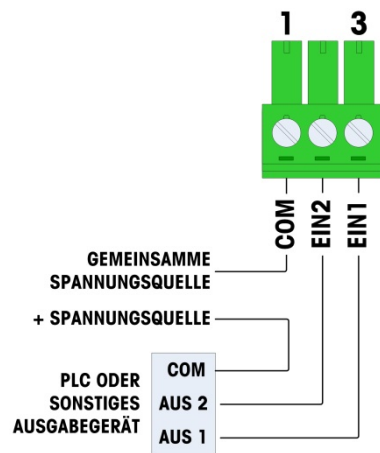 1 3
COM
EIN2
EIN1
GEMEINSAMME
SPANNUNGSQUELLE
+ SPANNUNGSQUELLE
PLC ODER
SONSTIGES
AUSGABEGERÄT
COM
AUS 2
AUS 1